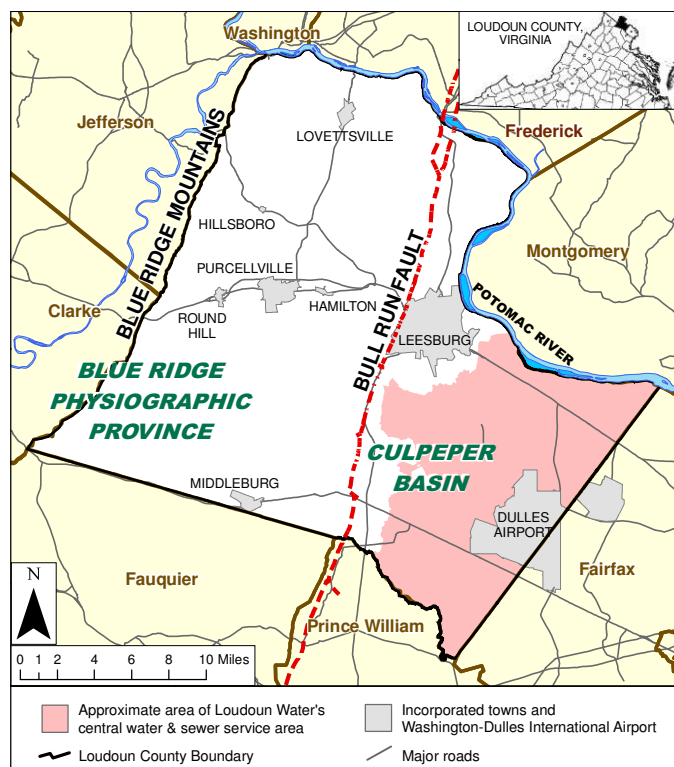 Washington
LOUDOUN COUNTY,
VIRGINIA
Jefferson
LOVETTSVILLE
Frederick
BLUE RIDGE MOUNTAINS
HILLSBORO
Montgomery
PURCELLVILLE
HAMILTON
Clarke
ROUND
HILL
BULL RUN FAULT
LEESBURG
POTOMAC RIVER
BLUE RIDGE
PHYSIOGRAPHIC
PROVINCE
CULPEPER
BASIN
MIDDLEBURG
DULLES
AIRPORT
Fauquier
Fairfax
Prince William
N
0 1 2 4 6 8 10 Miles
Approximate area of Loudoun Water's
central water & sewer service area
Incorporated towns and
Washington-Dulles International Airport
Loudoun County Boundary
Major roads